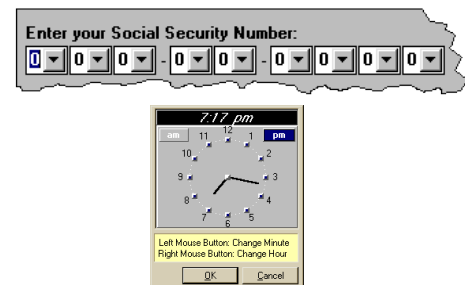 Enter your Social Security Number:
0 0 0 - 0 0 - 0 0 0 0
7:17 pm
am 11 12 1 pm
10 2
9 3
8 4
7 6 5
Left Mouse Button: Change Minute
Right Mouse Button: Change Hour
OK Cancel